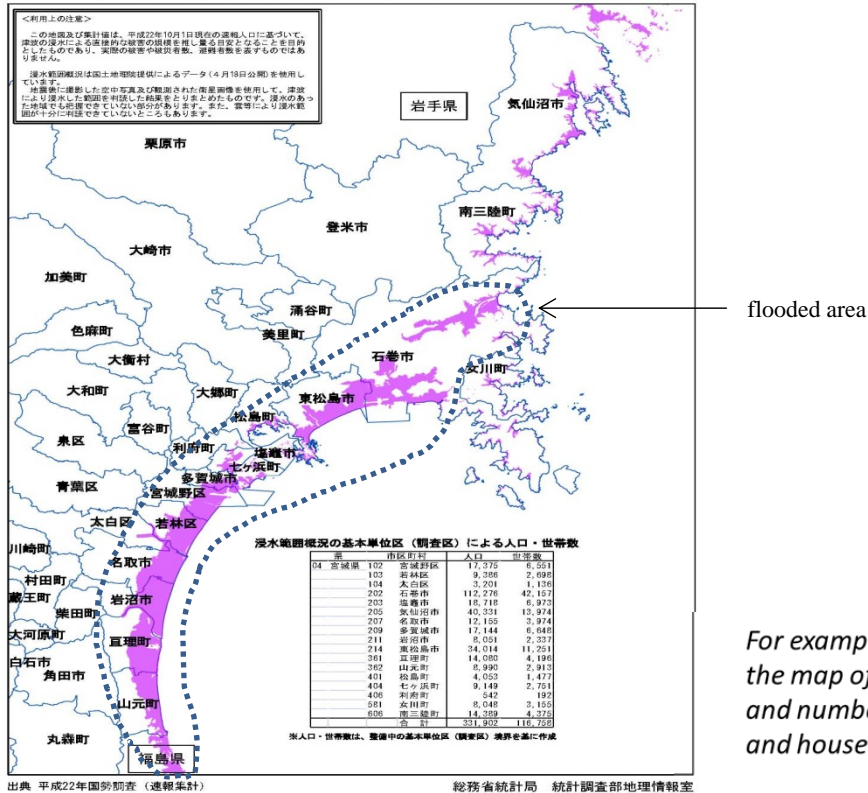 ＜利用上の注意＞
この地図及び集計値は、平成22年10月1日現在の速報人口に基づいて、
津波の浸水による直接的な被害の規模を推し量る目安となることを目的
としたものであり、実際の被害や被災者数、避難者数を表すものではあ
りません。
浸水範囲概況は国土地理院提供によるデータ（４月18日公開）を使用し
ています。
地震後に撮影した空中写真及び観測された衛星画像を使用して、津波
により浸水した範囲を判読した結果をとりまとめたものです。浸水のあっ
た地域でも把握できていない部分があります。また、雲等により浸水範
囲が十分に判読できていないところもあります。
岩手県
気仙沼市
栗原市
南三陸町
登米市
大崎市
加美町
涌谷町
flooded area
色麻町
美里町
大衡村
石巻市
女川町
大和町
大郷町
東松島市
松島町
富谷町
泉区
利府町
塩竈市
七ヶ浜町
多賀城市
青葉区
宮城野区
太白区
若林区
川崎町
名取市
村田町
蔵王町
岩沼市
柴田町
大河原町
亘理町
白石市
角田市
山元町
丸森町
福島県
浸水範囲概況の基本単位区（調査区）による人口・世帯数
県 市区町村 人口 世帯数
04 宮城県 102 宮城野区 17,375 6,551
103 若林区 9,386 2,698
104 太白区 3,201 1,136
202 石巻市 112,276 42,157
203 塩竈市 18,718 6,973
205 気仙沼市 40,331 13,974
207 名取市 12,155 3,974
209 多賀城市 17,144 6,648
211 岩沼市 8,051 2,337
214 東松島市 34,014 11,251
361 亘理町 14,080 4,196
362 山元町 8,990 2,913
401 松島町 4,053 1,477
404 七ヶ浜町 9,149 2,751
406 利府町 542 192
581 女川町 8,048 3,155
606 南三陸町 14,389 4,375
合 計 331,902 116,758
※人口・世帯数は、整備中の基本単位区（調査区）境界を基に作成
For examp
the map of
and numbe
and house
出典 平成22年国勢調査（速報集計）
総務省統計局 統計調査部地理情報室